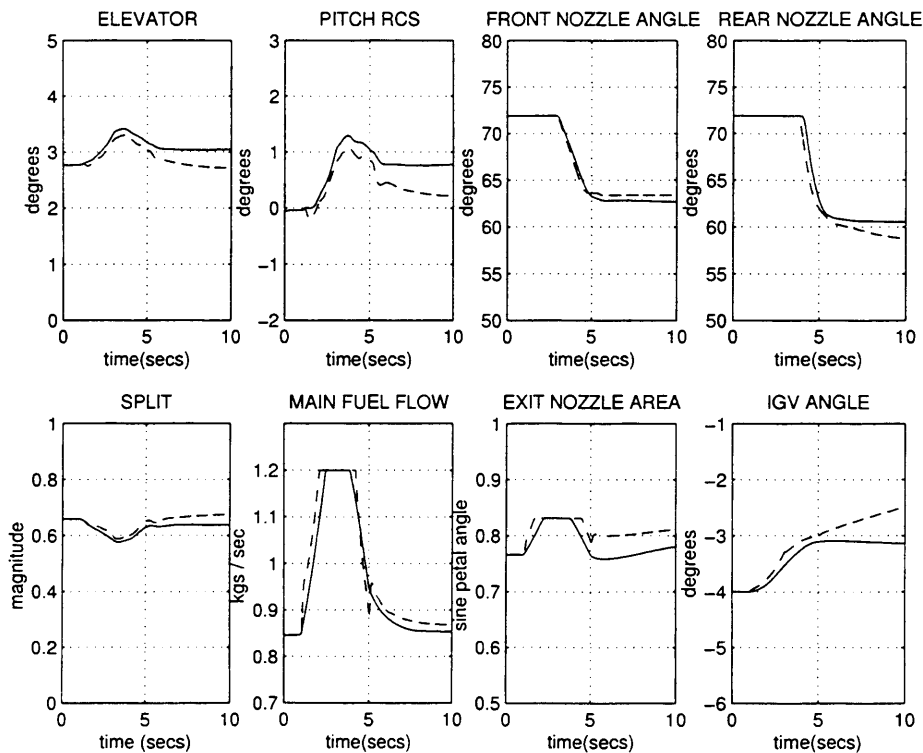 ELEVATOR
5
4
3
2
1
0
degrees
0 5 10
time(secs)
PITCH RCS
3
2
1
0
−1
−2
degrees
0 5 10
time(secs)
FRONT NOZZLE ANGLE
80
75
70
65
60
55
50
degrees
0 5 10
time(secs)
REAR NOZZLE ANGLE
80
75
70
65
60
55
50
degrees
0 5 10
time(secs)
SPLIT
1
0.8
0.6
0.4
0.2
0
magnitude
0 5 10
time (secs)
MAIN FUEL FLOW
1.2
1
0.8
0.7
kgs / sec
0 5 10
time (secs)
EXIT NOZZLE AREA
1
0.9
0.8
0.7
0.6
0.5
sine petal angle
0 5 10
time (secs)
IGV ANGLE
−1
−2
−3
−4
−5
−6
degrees
0 5 10
time (secs)